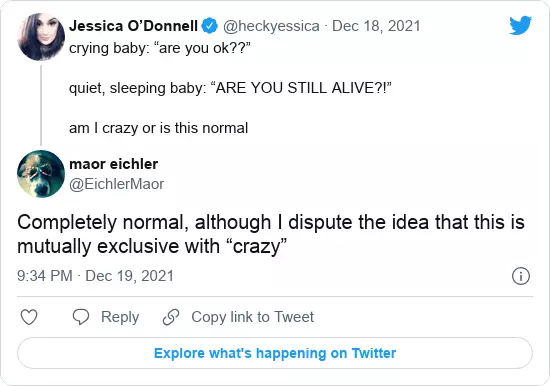 Jessica O’Donnell @heckyessica · Dec 18, 2021
crying baby: “are you ok??”
quiet, sleeping baby: “ARE YOU STILL ALIVE?!”
am I crazy or is this normal
maor eichler
@EichlerMaor
Completely normal, although I dispute the idea that this is
mutually exclusive with “crazy”
9:34 PM · Dec 19, 2021
Reply Copy link to Tweet
Explore what's happening on Twitter